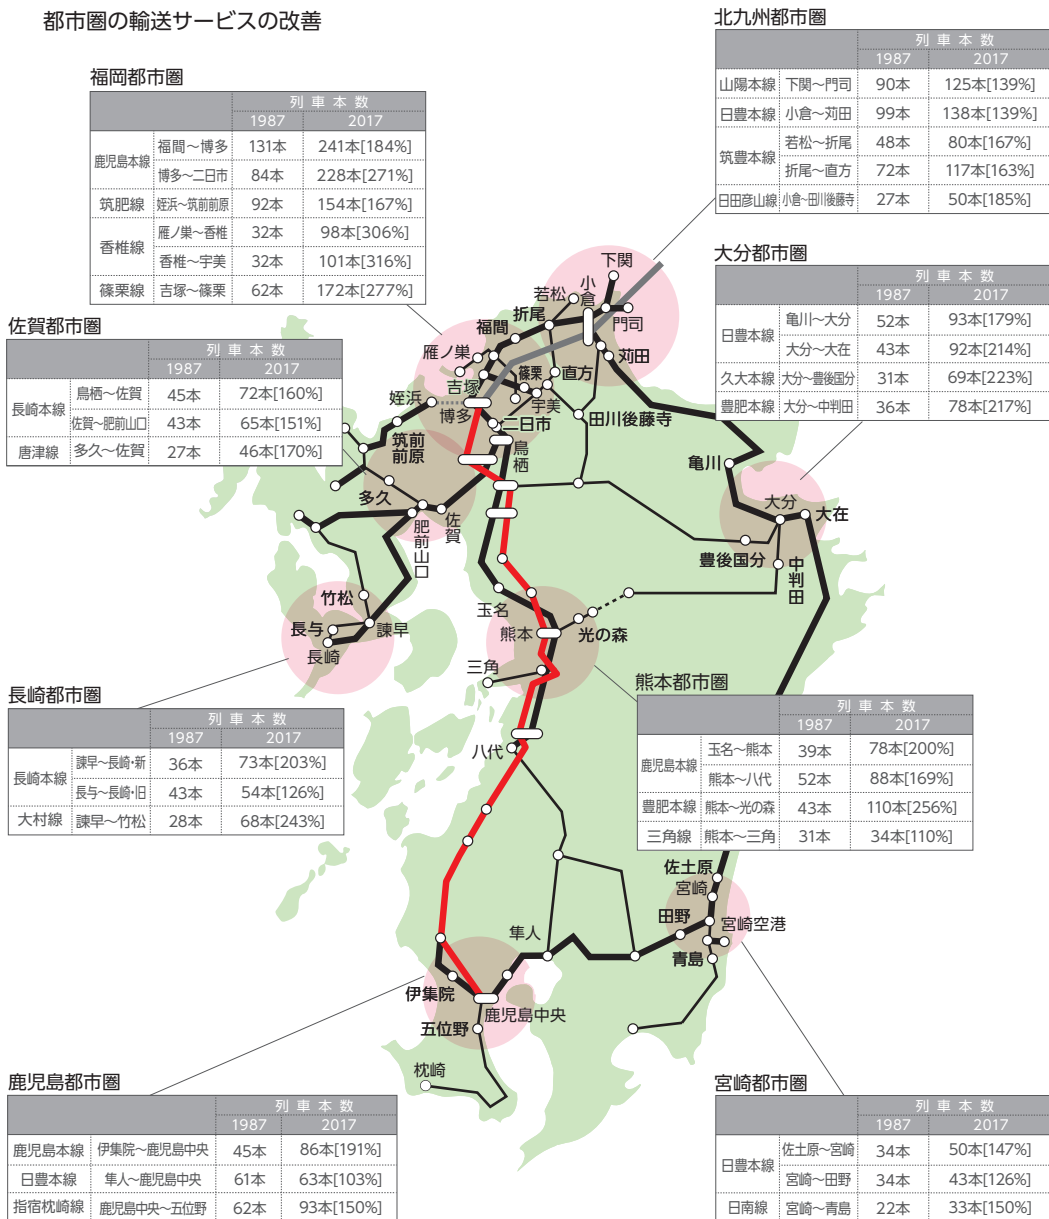 都市圏の輸送サービスの改善
福岡都市圏
列車本数
1987 2017
鹿児島本線 福間～博多 131本 241本[184%]
博多～二日市 84本 228本[271%]
筑肥線 姪浜～筑前前原 92本 154本[167%]
香椎線 雁ノ巣～香椎 32本 98本[306%]
香椎～宇美 32本 101本[316%]
篠栗線 吉塚～篠栗 62本 172本[277%]
北九州都市圏
列車本数
1987 2017
山陽本線 下関～門司 90本 125本[139%]
日豊本線 小倉～苅田 99本 138本[139%]
筑豊本線 若松～折尾 48本 80本[167%]
折尾～直方 72本 117本[163%]
日田彦山線 小倉～田川後藤寺 27本 50本[185%]
大分都市圏
列車本数
1987 2017
日豊本線 亀川～大分 52本 93本[179%]
大分～大在 43本 92本[214%]
久大本線 大分～豊後国分 31本 69本[223%]
豊肥本線 大分～中判田 36本 78本[217%]
佐賀都市圏
列車本数
1987 2017
長崎本線 鳥栖～佐賀 45本 72本[160%]
佐賀～肥前山口 43本 65本[151%]
唐津線 多久～佐賀 27本 46本[170%]
下関
小倉
若松
門司
折尾
福間
苅田
雁ノ巣
篠栗
直方
吉塚
宇美
姪浜
博多
田川後藤寺
二日市
筑前
前原
鳥栖
亀川
多久
大分
大在
佐賀
肥前山口
豊後国分
中判田
竹松
玉名
長与
諫早
長崎
熊本
光の森
三角
八代
長崎都市圏
列車本数
1987 2017
長崎本線 諫早～長崎・新 36本 73本[203%]
長与～長崎・旧 43本 54本[126%]
大村線 諫早～竹松 28本 68本[243%]
熊本都市圏
列車本数
1987 2017
鹿児島本線 玉名～熊本 39本 78本[200%]
熊本～八代 52本 88本[169%]
豊肥本線 熊本～光の森 43本 110本[256%]
三角線 熊本～三角 31本 34本[110%]
佐土原
宮崎
田野
宮崎空港
隼人
青島
伊集院
鹿児島中央
五位野
枕崎
鹿児島都市圏
列車本数
1987 2017
鹿児島本線 伊集院～鹿児島中央 45本 86本[191%]
日豊本線 隼人～鹿児島中央 61本 63本[103%]
指宿枕崎線 鹿児島中央～五位野 62本 93本[150%]
宮崎都市圏
列車本数
1987 2017
日豊本線 佐土原～宮崎 34本 50本[147%]
宮崎～田野 34本 43本[126%]
日南線 宮崎～青島 22本 33本[150%]